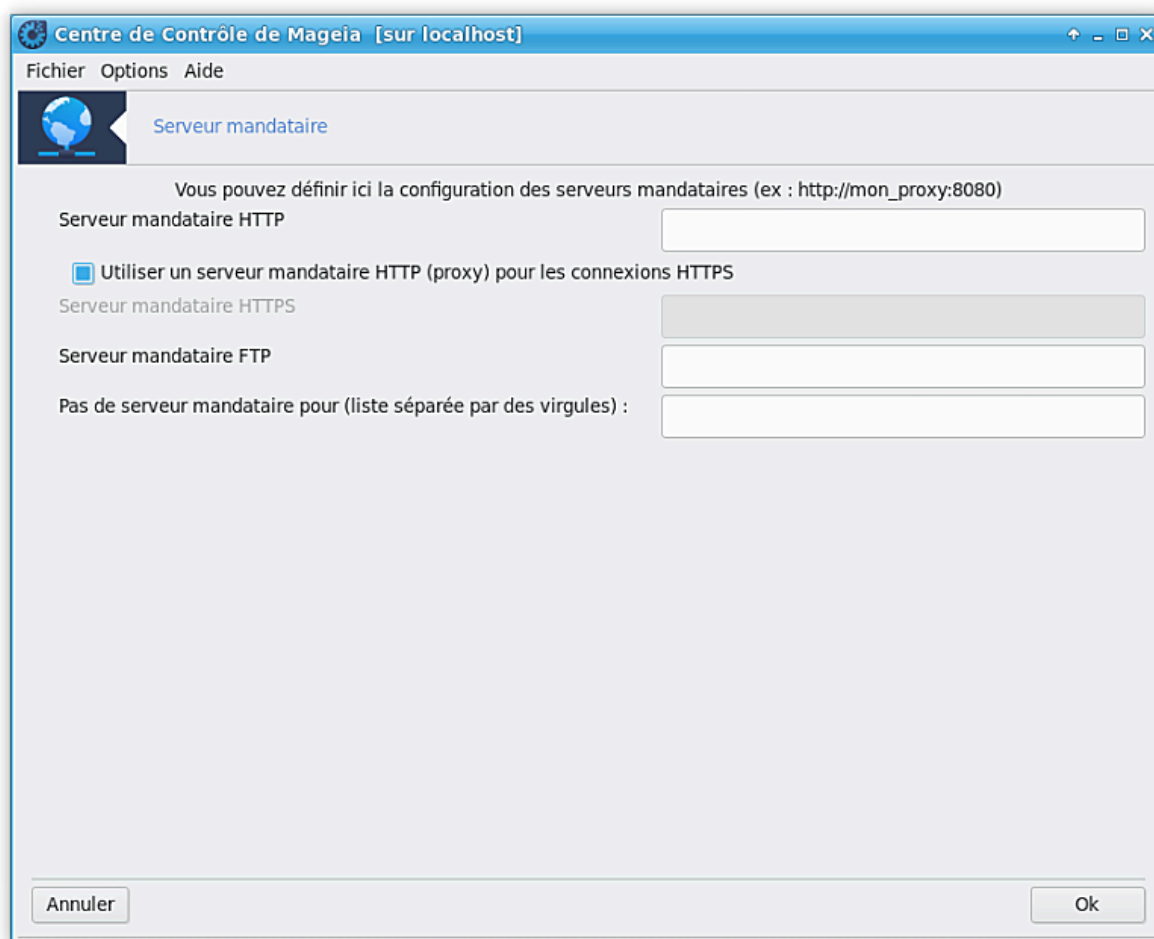 Centre de Contrôle de Mageia [sur localhost]
Fichier Options Aide
Serveur mandataire
Vous pouvez définir ici la configuration des serveurs mandataires (ex : http://mon_proxy:8080)
Serveur mandataire HTTP
Utiliser un serveur mandataire HTTP (proxy) pour les connexions HTTPS
Serveur mandataire HTTPS
Serveur mandataire FTP
Pas de serveur mandataire pour (liste séparée par des virgules) :
Annuler Ok